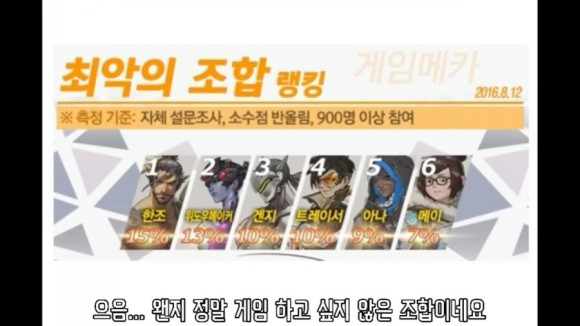 게임메카
최악의 조합 랭킹
2016.8.12
※ 측정 기준: 자체 설문조사, 소수점 반올림, 900명 이상 참여
1 2 3 4 5 6
한조 위도우메이커 겐지 트레이서 아나 메이
15% 13% 10% 10% 9% 7%
으음... 왠지 정말 게임 하고 싶지 않은 조합이네요